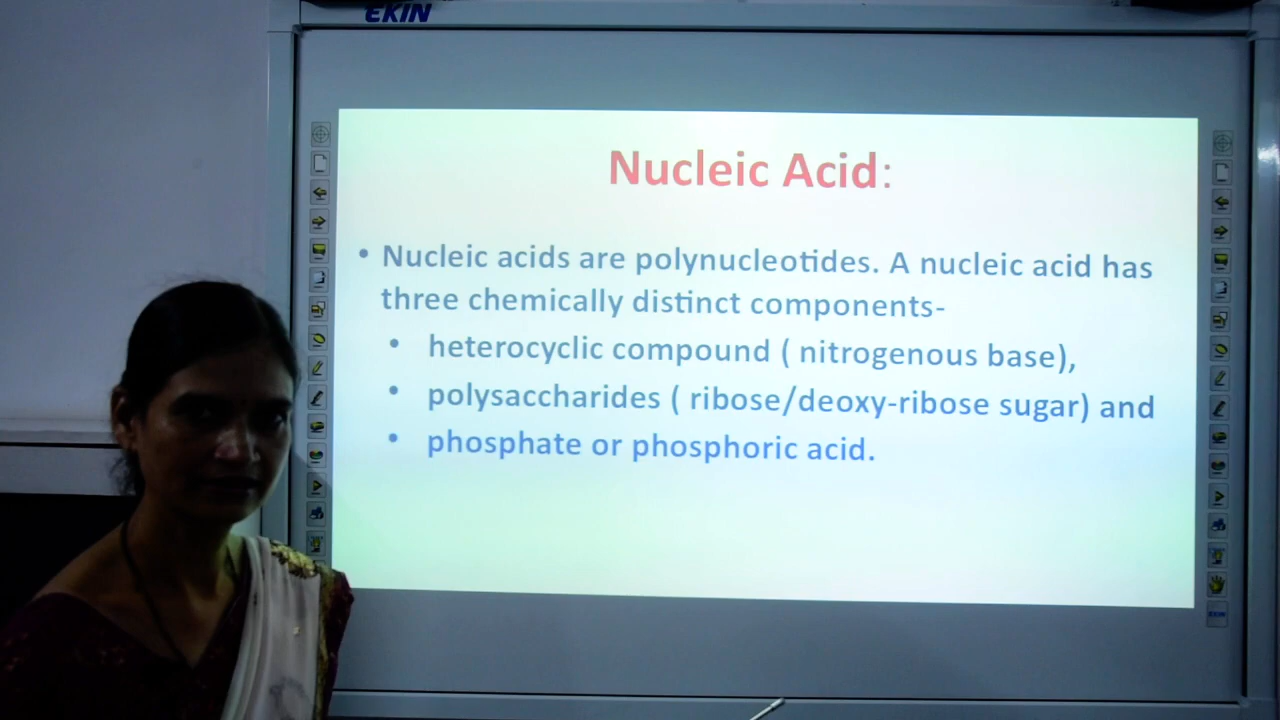 EKIN
Nucleic Acid:
• Nucleic acids are polynucleotides. A nucleic acid has
three chemically distinct components-
• heterocyclic compound ( nitrogenous base),
• polysaccharides ( ribose/deoxy-ribose sugar) and
• phosphate or phosphoric acid.
EKIN